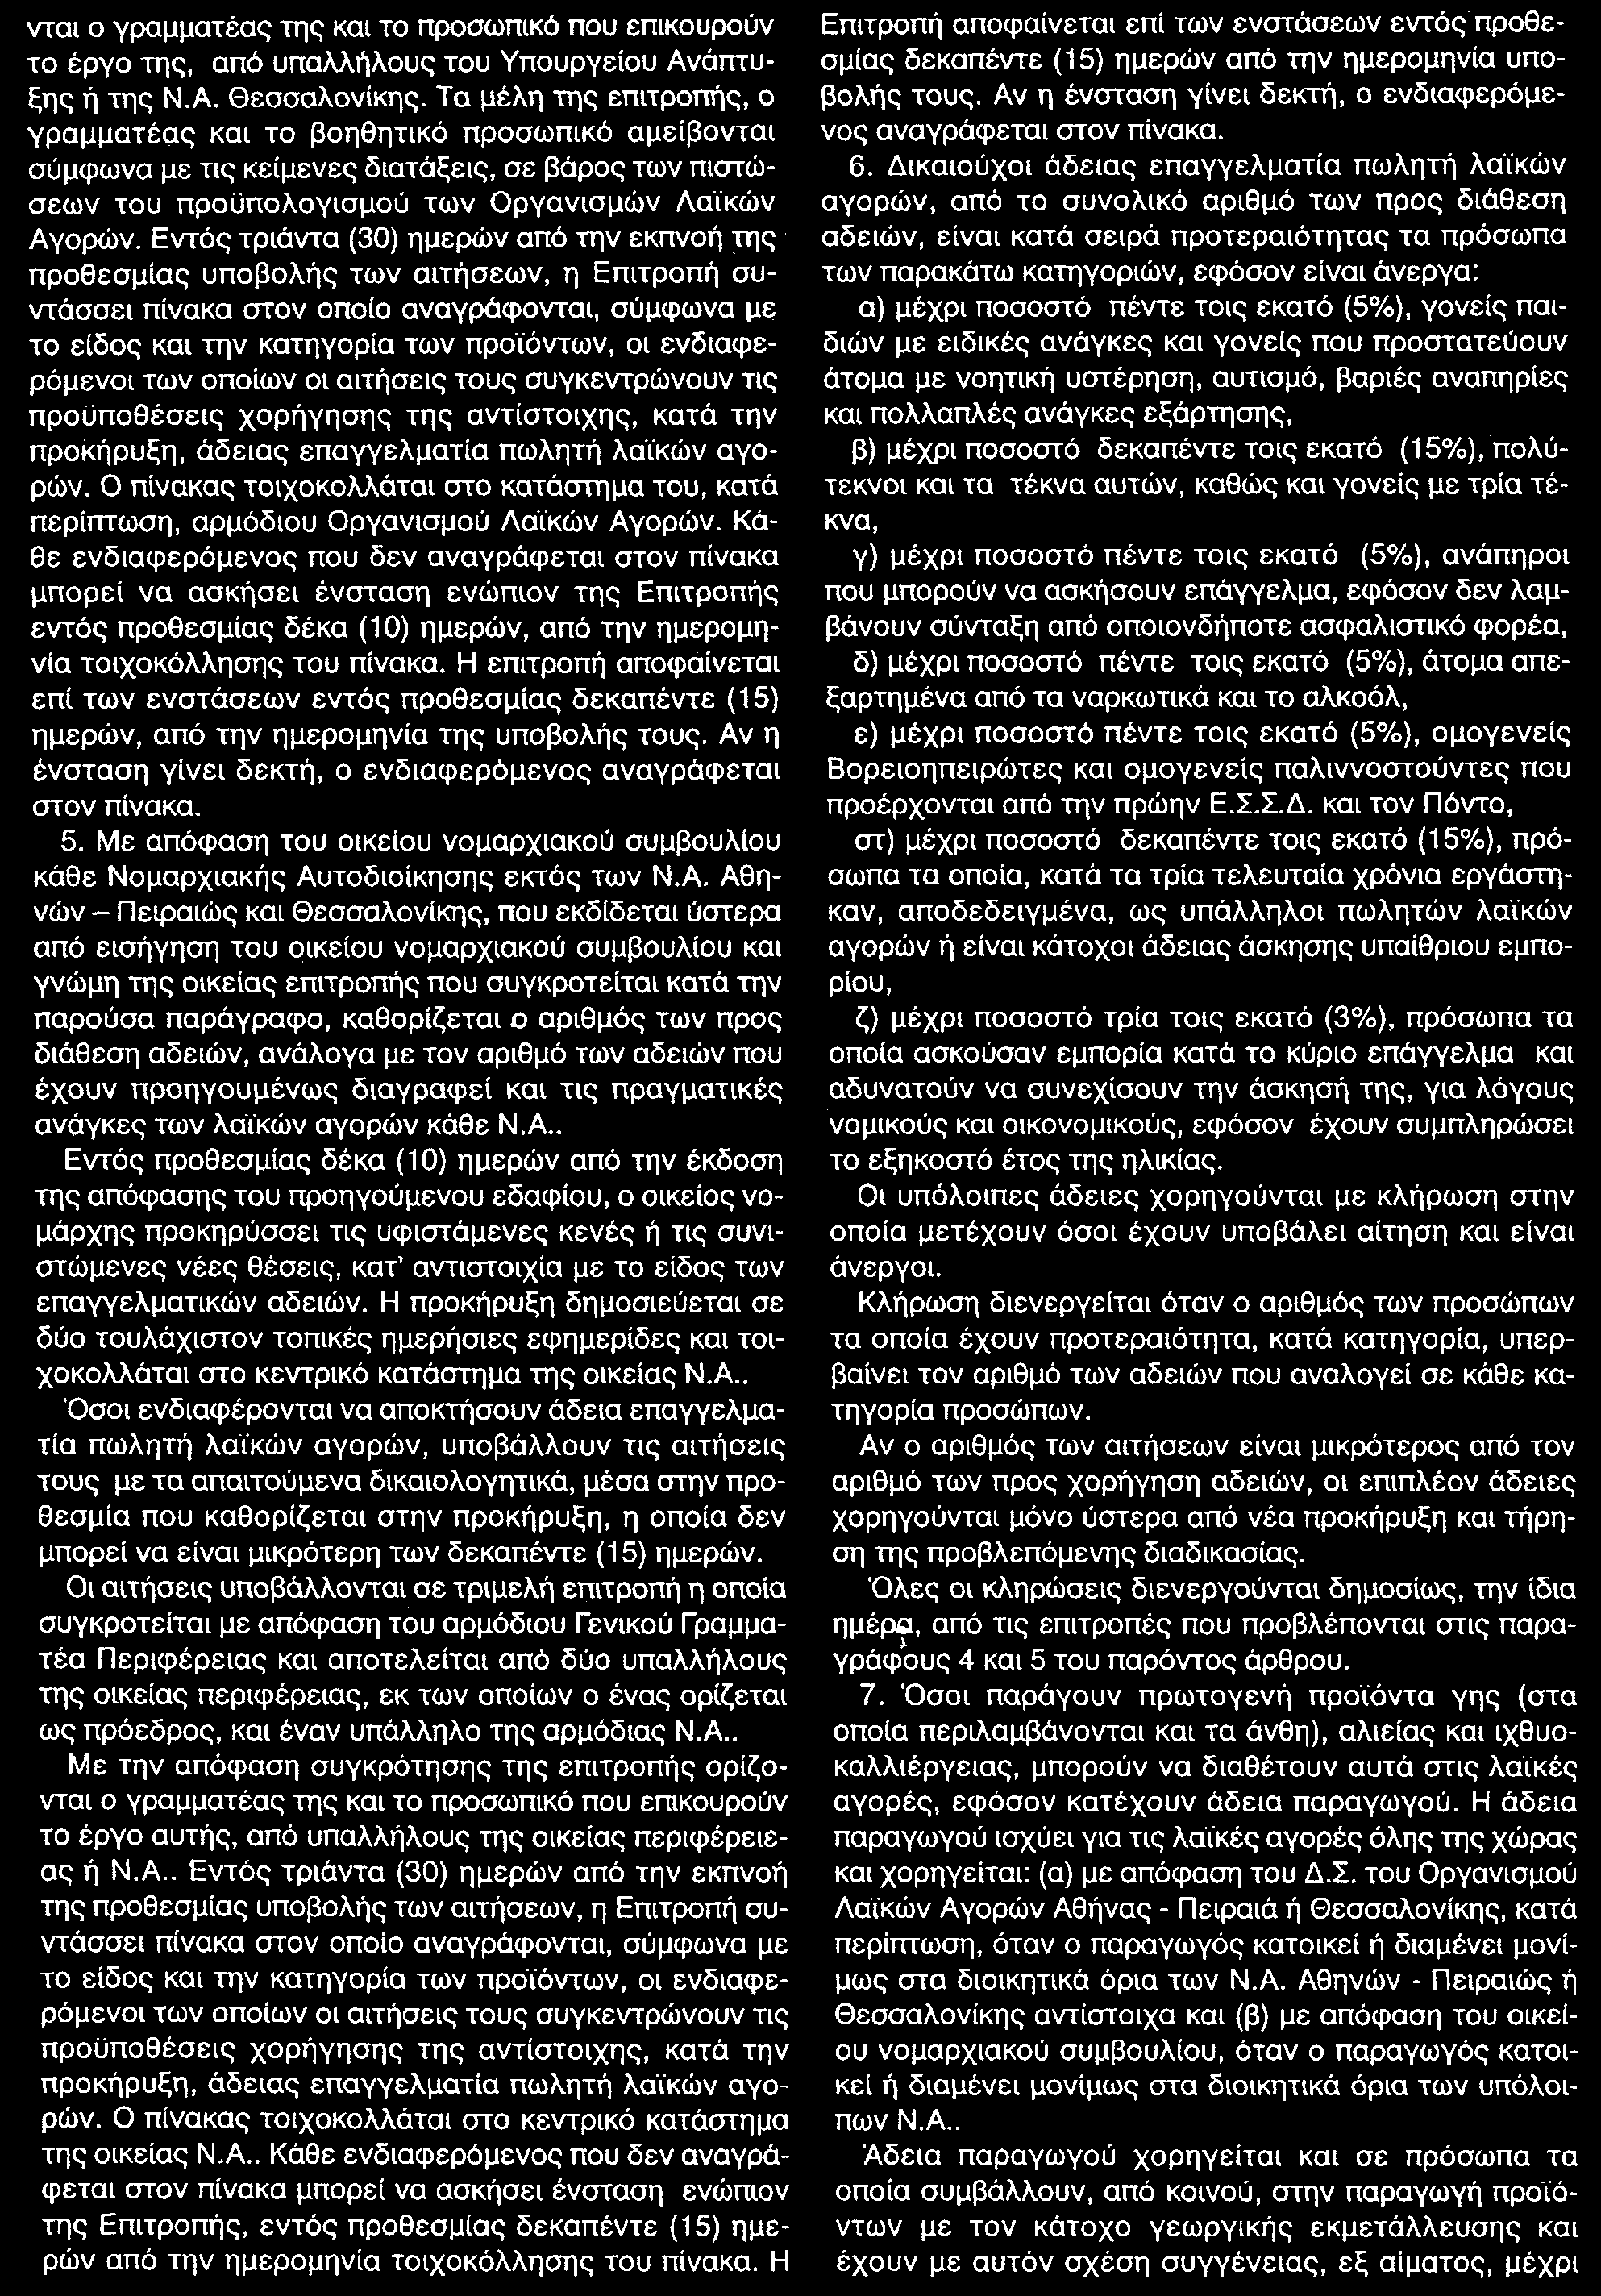 νται ο γραμματέας της και το προσωπικό που επικουρούν
το έργο της, από υπαλλήλους του Υπουργείου Ανάπτυ-
ξης ή της Ν.Α. Θεσσαλονίκης. Τα μέλη της επιτροπής, ο
γραμματέας και το βοηθητικό προσωπικό αμείβονται
σύμφωνα με τις κείμενες διατάξεις, σε βάρος των πιστώ-
σεων του προϋπολογισμού των Οργανισμών Λαϊκών
Αγορών. Εντός τριάντα (30) ημερών από την εκπνοή της
προθεσμίας υποβολής των αιτήσεων, η Επιτροπή συ-
ντάσσει πίνακα στον οποίο αναγράφονται, σύμφωνα με
το είδος και την κατηγορία των προϊόντων, οι ενδιαφε-
ρόμενοι των οποίων οι αιτήσεις τους συγκεντρώνουν τις
προϋποθέσεις χορήγησης της αντίστοιχης, κατά την
προκήρυξη, άδειας επαγγελματία πωλητή λαϊκών αγο-
ρών. Ο πίνακας τοιχοκολλάται στο κατάστημα του, κατά
περίπτωση, αρμόδιου Οργανισμού Λαϊκών Αγορών. Κά-
θε ενδιαφερόμενος που δεν αναγράφεται στον πίνακα
μπορεί να ασκήσει ένσταση ενώπιον της Επιτροπής
εντός προθεσμίας δέκα (10) ημερών, από την ημερομη-
νία τοιχοκόλλησης του πίνακα. Η επιτροπή αποφαίνεται
επί των ενστάσεων εντός προθεσμίας δεκαπέντε (15)
ημερών, από την ημερομηνία της υποβολής τους. Αν η
ένσταση γίνει δεκτή, ο ενδιαφερόμενος αναγράφεται
στον πίνακα.
5. Με απόφαση του οικείου νομαρχιακού συμβουλίου
κάθε Νομαρχιακής Αυτοδιοίκησης εκτός των Ν.Α. Αθη-
νών – Πειραιώς και Θεσσαλονίκης, που εκδίδεται ύστερα
από εισήγηση του οικείου νομαρχιακού συμβουλίου και
γνώμη της οικείας επιτροπής που συγκροτείται κατά την
παρούσα παράγραφο, καθορίζεται ο αριθμός των προς
διάθεση αδειών, ανάλογα με τον αριθμό των αδειών που
έχουν προηγουμένως διαγραφεί και τις πραγματικές
ανάγκες των λαϊκών αγορών κάθε Ν.Α..
Εντός προθεσμίας δέκα (10) ημερών από την έκδοση
της απόφασης του προηγούμενου εδαφίου, ο οικείος νο-
μάρχης προκηρύσσει τις υφιστάμενες κενές ή τις συνι-
στώμενες νέες θέσεις, κατ’ αντιστοιχία με το είδος των
επαγγελματικών αδειών. Η προκήρυξη δημοσιεύεται σε
δύο τουλάχιστον τοπικές ημερήσιες εφημερίδες και τοι-
χοκολλάται στο κεντρικό κατάστημα της οικείας Ν.Α..
Όσοι ενδιαφέρονται να αποκτήσουν άδεια επαγγελμα-
τία πωλητή λαϊκών αγορών, υποβάλλουν τις αιτήσεις
τους με τα απαιτούμενα δικαιολογητικά, μέσα στην προ-
θεσμία που καθορίζεται στην προκήρυξη, η οποία δεν
μπορεί να είναι μικρότερη των δεκαπέντε (15) ημερών.
Οι αιτήσεις υποβάλλονται σε τριμελή επιτροπή η οποία
συγκροτείται με απόφαση του αρμόδιου Γενικού Γραμμα-
τέα Περιφέρειας και αποτελείται από δύο υπαλλήλους
της οικείας περιφέρειας, εκ των οποίων ο ένας ορίζεται
ως πρόεδρος, και έναν υπάλληλο της αρμόδιας Ν.Α..
Με την απόφαση συγκρότησης της επιτροπής ορίζο-
νται ο γραμματέας της και το προσωπικό που επικουρούν
το έργο αυτής, από υπαλλήλους της οικείας περιφέρειε-
ας ή Ν.Α.. Εντός τριάντα (30) ημερών από την εκπνοή
της προθεσμίας υποβολής των αιτήσεων, η Επιτροπή συ-
ντάσσει πίνακα στον οποίο αναγράφονται, σύμφωνα με
το είδος και την κατηγορία των προϊόντων, οι ενδιαφε-
ρόμενοι των οποίων οι αιτήσεις τους συγκεντρώνουν τις
προϋποθέσεις χορήγησης της αντίστοιχης, κατά την
προκήρυξη, άδειας επαγγελματία πωλητή λαϊκών αγο-
ρών. Ο πίνακας τοιχοκολλάται στο κεντρικό κατάστημα
της οικείας Ν.Α.. Κάθε ενδιαφερόμενος που δεν αναγρά-
φεται στον πίνακα μπορεί να ασκήσει ένσταση ενώπιον
της Επιτροπής, εντός προθεσμίας δεκαπέντε (15) ημε-
ρών από την ημερομηνία τοιχοκόλλησης του πίνακα. Η
Επιτροπή αποφαίνεται επί των ενστάσεων εντός προθε-
σμίας δεκαπέντε (15) ημερών από την ημερομηνία υπο-
βολής τους. Αν η ένσταση γίνει δεκτή, ο ενδιαφερόμε-
νος αναγράφεται στον πίνακα.
6. Δικαιούχοι άδειας επαγγελματία πωλητή λαϊκών
αγορών, από το συνολικό αριθμό των προς διάθεση
αδειών, είναι κατά σειρά προτεραιότητας τα πρόσωπα
των παρακάτω κατηγοριών, εφόσον είναι άνεργα:
α) μέχρι ποσοστό πέντε τοις εκατό (5%), γονείς παι-
διών με ειδικές ανάγκες και γονείς που προστατεύουν
άτομα με νοητική υστέρηση, αυτισμό, βαριές αναπηρίες
και πολλαπλές ανάγκες εξάρτησης,
β) μέχρι ποσοστό δεκαπέντε τοις εκατό (15%), πολύ-
τεκνοι και τα τέκνα αυτών, καθώς και γονείς με τρία τέ-
κνα,
γ) μέχρι ποσοστό πέντε τοις εκατό (5%), ανάπηροι
που μπορούν να ασκήσουν επάγγελμα, εφόσον δεν λαμ-
βάνουν σύνταξη από οποιονδήποτε ασφαλιστικό φορέα,
δ) μέχρι ποσοστό πέντε τοις εκατό (5%), άτομα απε-
ξαρτημένα από τα ναρκωτικά και το αλκοόλ,
ε) μέχρι ποσοστό πέντε τοις εκατό (5%), ομογενείς
Βορειοηπειρώτες και ομογενείς παλιννοστούντες που
προέρχονται από την πρώην Ε.Σ.Σ.Δ. και τον Πόντο,
στ) μέχρι ποσοστό δεκαπέντε τοις εκατό (15%), πρό-
σωπα τα οποία, κατά τα τρία τελευταία χρόνια εργάστη-
καν, αποδεδειγμένα, ως υπάλληλοι πωλητών λαϊκών
αγορών ή είναι κάτοχοι άδειας άσκησης υπαίθριου εμπο-
ρίου,
ζ) μέχρι ποσοστό τρία τοις εκατό (3%), πρόσωπα τα
οποία ασκούσαν εμπορία κατά το κύριο επάγγελμα και
αδυνατούν να συνεχίσουν την άσκησή της, για λόγους
νομικούς και οικονομικούς, εφόσον έχουν συμπληρώσει
το εξηκοστό έτος της ηλικίας.
Οι υπόλοιπες άδειες χορηγούνται με κλήρωση στην
οποία μετέχουν όσοι έχουν υποβάλει αίτηση και είναι
άνεργοι.
Κλήρωση διενεργείται όταν ο αριθμός των προσώπων
τα οποία έχουν προτεραιότητα, κατά κατηγορία, υπερ-
βαίνει τον αριθμό των αδειών που αναλογεί σε κάθε κα-
τηγορία προσώπων.
Αν ο αριθμός των αιτήσεων είναι μικρότερος από τον
αριθμό των προς χορήγηση αδειών, οι επιπλέον άδειες
χορηγούνται μόνο ύστερα από νέα προκήρυξη και τήρη-
ση της προβλεπόμενης διαδικασίας.
Όλες οι κληρώσεις διενεργούνται δημοσίως, την ίδια
ημέρα, από τις επιτροπές που προβλέπονται στις παρα-
γράφους 4 και 5 του παρόντος άρθρου.
7. Όσοι παράγουν πρωτογενή προϊόντα γης (στα
οποία περιλαμβάνονται και τα άνθη), αλιείας και ιχθυο-
καλλιέργειας, μπορούν να διαθέτουν αυτά στις λαϊκές
αγορές, εφόσον κατέχουν άδεια παραγωγού. Η άδεια
παραγωγού ισχύει για τις λαϊκές αγορές όλης της χώρας
και χορηγείται: (α) με απόφαση του Δ.Σ. του Οργανισμού
Λαϊκών Αγορών Αθήνας - Πειραιά ή Θεσσαλονίκης, κατά
περίπτωση, όταν ο παραγωγός κατοικεί ή διαμένει μονί-
μως στα διοικητικά όρια των Ν.Α. Αθηνών - Πειραιώς ή
Θεσσαλονίκης αντίστοιχα και (β) με απόφαση του οικεί-
ου νομαρχιακού συμβουλίου, όταν ο παραγωγός κατοι-
κεί ή διαμένει μονίμως στα διοικητικά όρια των υπόλοι-
πων Ν.Α..
Άδεια παραγωγού χορηγείται και σε πρόσωπα τα
οποία συμβάλλουν, από κοινού, στην παραγωγή προϊό-
ντων με τον κάτοχο γεωργικής εκμετάλλευσης και
έχουν με αυτόν σχέση συγγένειας, εξ αίματος, μέχρι